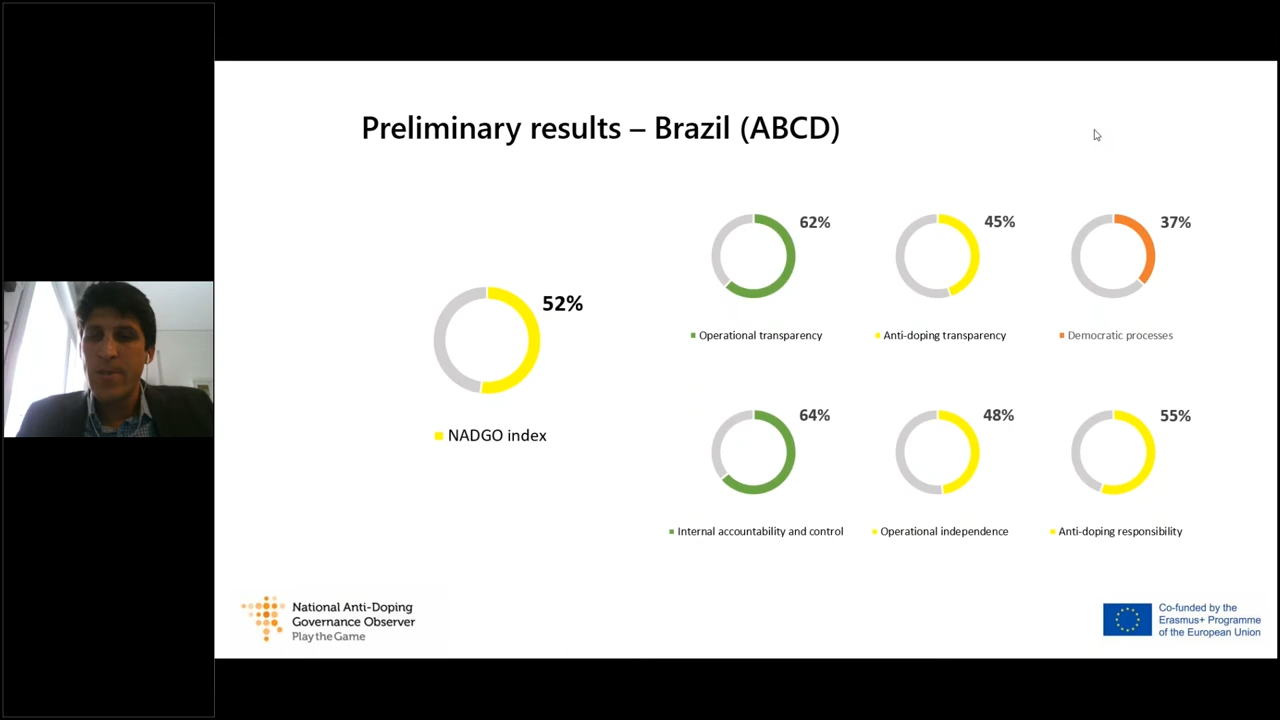 Preliminary results – Brazil (ABCD)
52%
NADGO index
62%
45%
37%
Operational transparency
Anti-doping transparency
Democratic processes
64%
48%
55%
Internal accountability and control
Operational independence
Anti-doping responsibility
National Anti-Doping
Governance Observer
Play the Game
Co-funded by the
Erasmus+ Programme
of the European Union